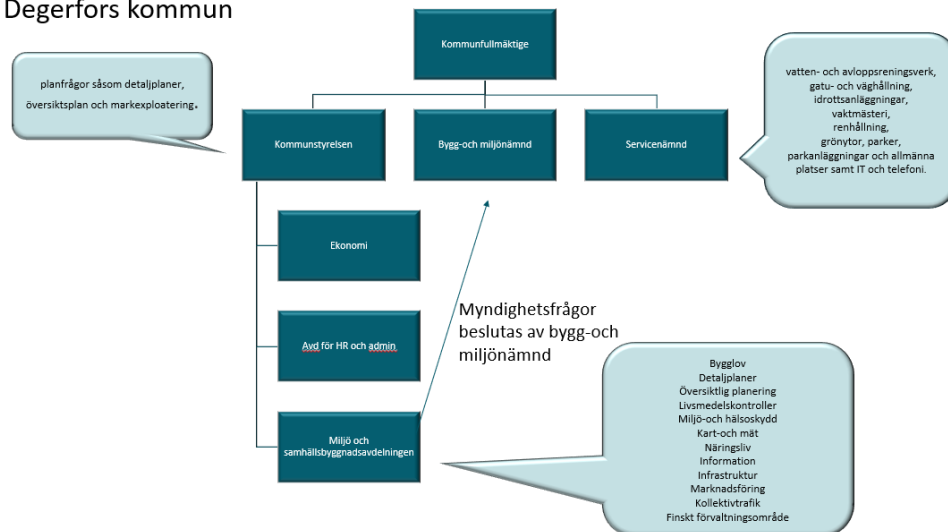 Degerfors kommun
Kommunfullmäktige
planfrågor såsom detaljplaner,
översiktsplan och markexploatering.
Kommunstyrelsen
Bygg-och miljönämnd
Servicenämnd
vatten- och avloppsreningsverk,
gatu- och väghållning,
idrottsanläggningar,
vaktmästeri,
renhållning,
grönytor, parker,
parkanläggningar och allmänna
platser samt IT och telefoni.
Ekonomi
Avd för HR och admin
Myndighetsfrågor
beslutas av bygg-och
miljönämnd
Miljö och
samhällsbyggnadsavdelningen
Bygglov
Detaljplaner
Översiktlig planering
Livsmedelskontroller
Miljö-och hälsoskydd
Kart-och mät
Näringsliv
Information
Infrastruktur
Marknadsföring
Kollektivtrafik
Finskt förvaltningsområde